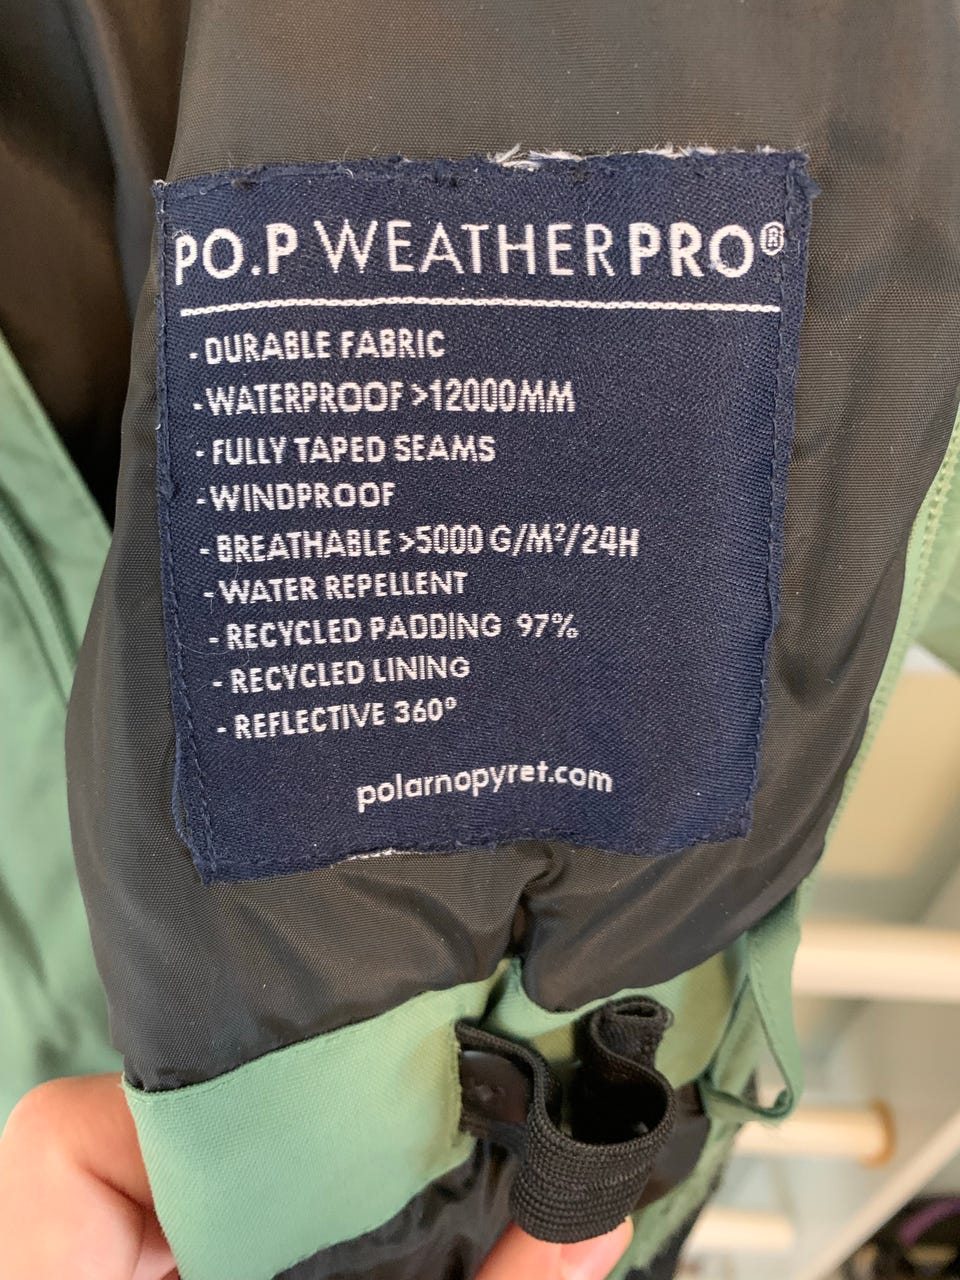 PO.P WEATHERPRO®
- DURABLE FABRIC
- WATERPROOF >12000MM
- FULLY TAPED SEAMS
- WINDPROOF
- BREATHABLE >5000 G/M²/24H
- WATER REPELLENT
- RECYCLED PADDING 97%
- RECYCLED LINING
- REFLECTIVE 360°
polarnopyret.com